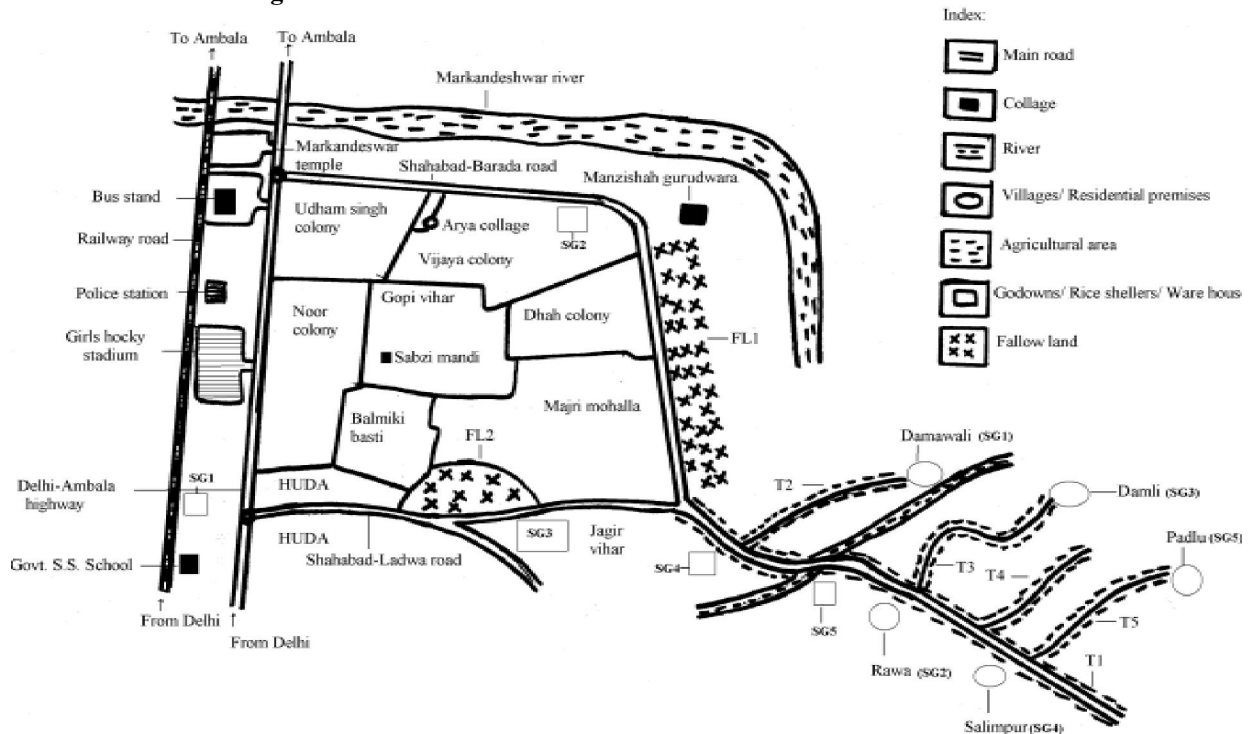 To Ambala
To Ambala
Markandeshwar river
Markandeswar
temple
Shahabad-Barada road
Manzishah gurudwara
Bus stand
Udham singh
colony
Arya collage
SG2
Railway road
Vijaya colony
Police station
Noor
colony
Gopi vihar
Dhah colony
Girls hocky
stadium
Sabzi mandi
FL1
Balmiki
basti
Majri mohalla
FL2
SG1
Delhi-Ambala
highway
HUDA
HUDA
SG3
Jagir
vihar
Govt. S.S. School
Shahabad-Ladwa road
From Delhi
From Delhi
Damawali (SG1)
T2
Damli (SG3)
Padlu (SG5)
SG4
T3
T4
SG5
T5
Rawa (SG2)
T1
Salimpur (SG4)
Index:
Main road
Collage
River
Villages/ Residential premises
Agricultural area
Godowns/ Rice shellers/ Ware hous
Fallow land